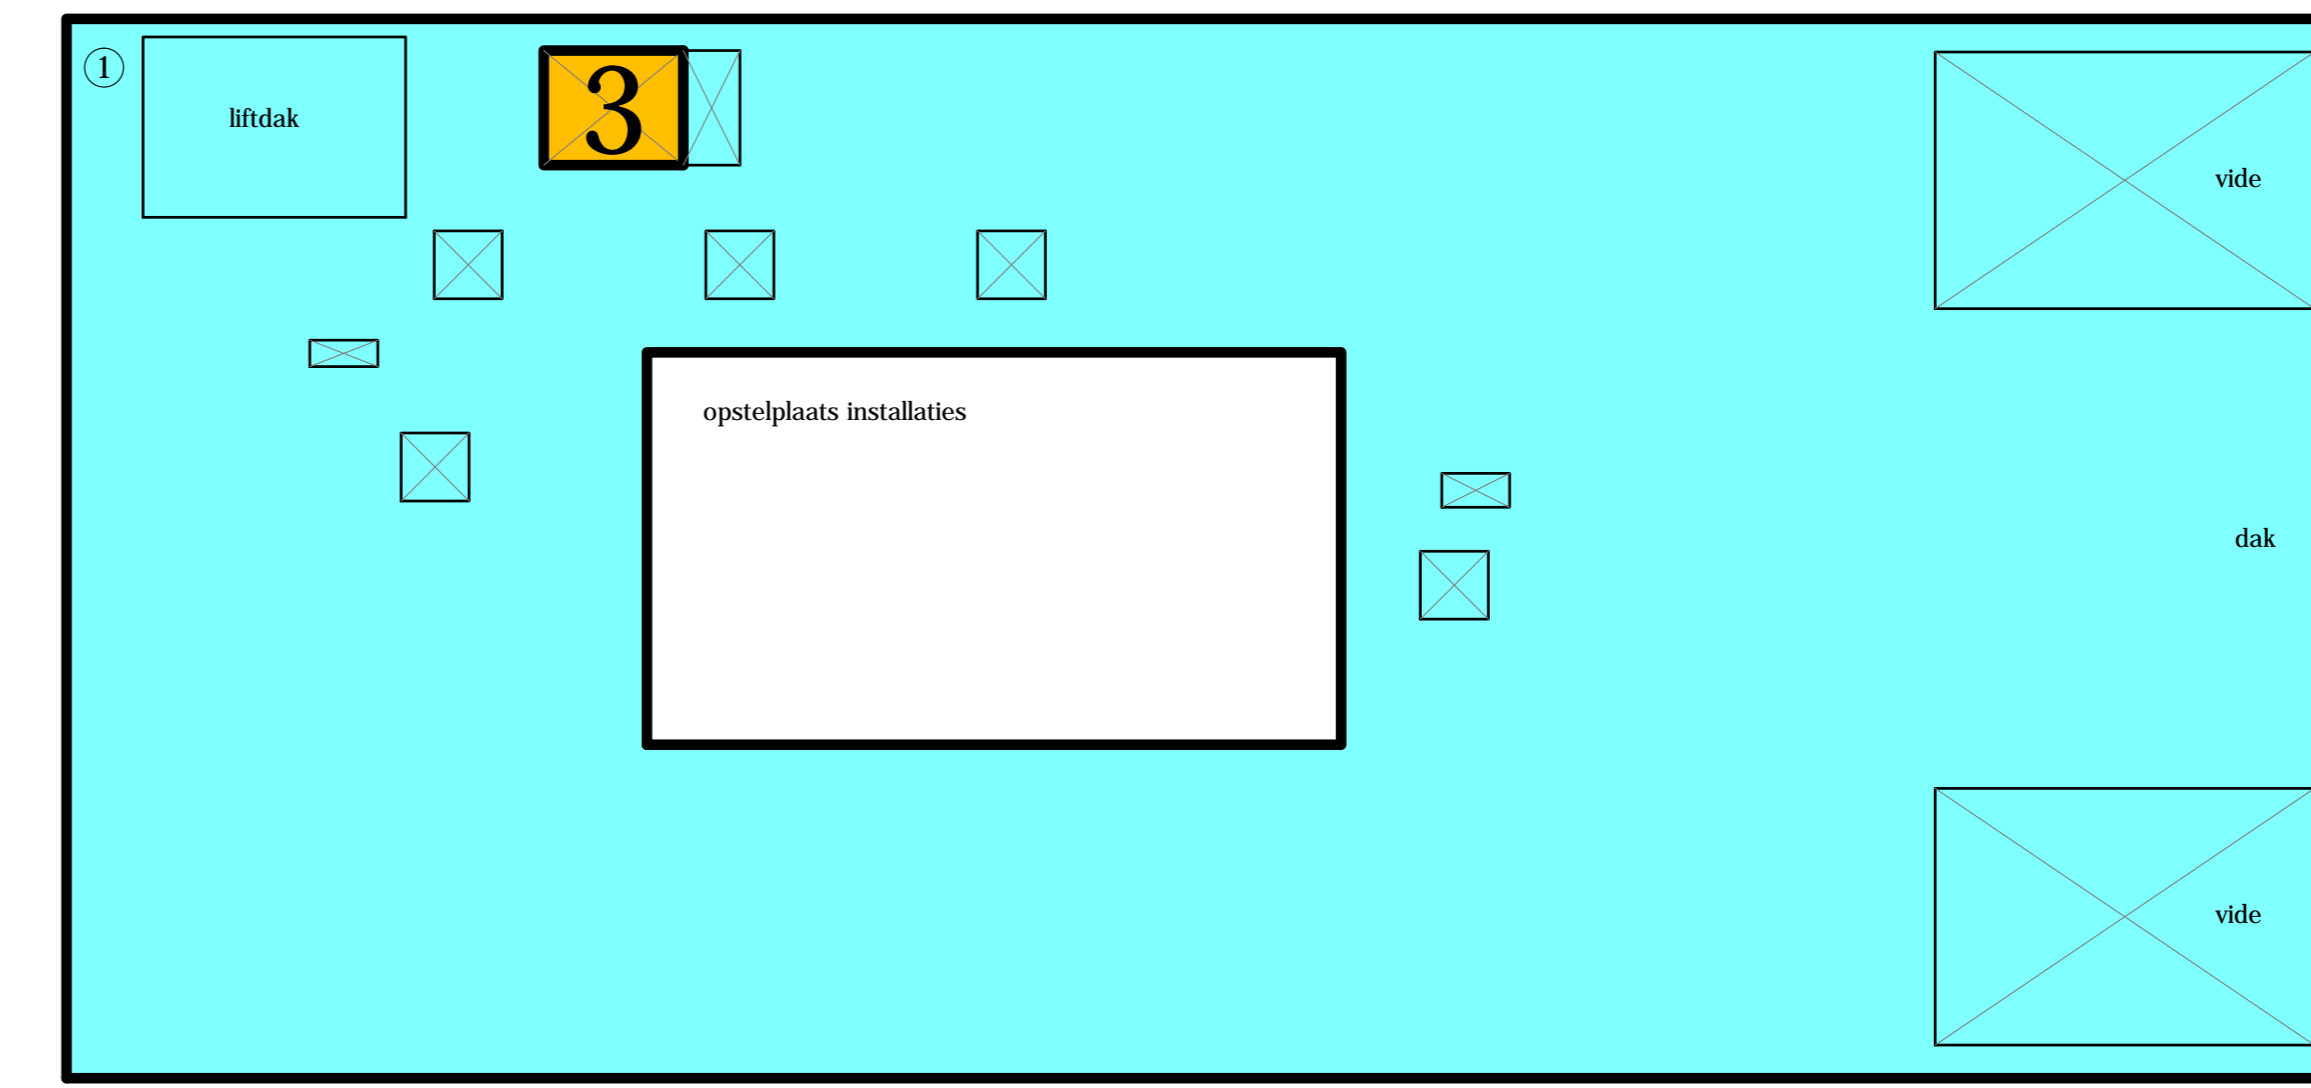 ①
liftdak
3
vide
opstelplaats installaties
dak
vide